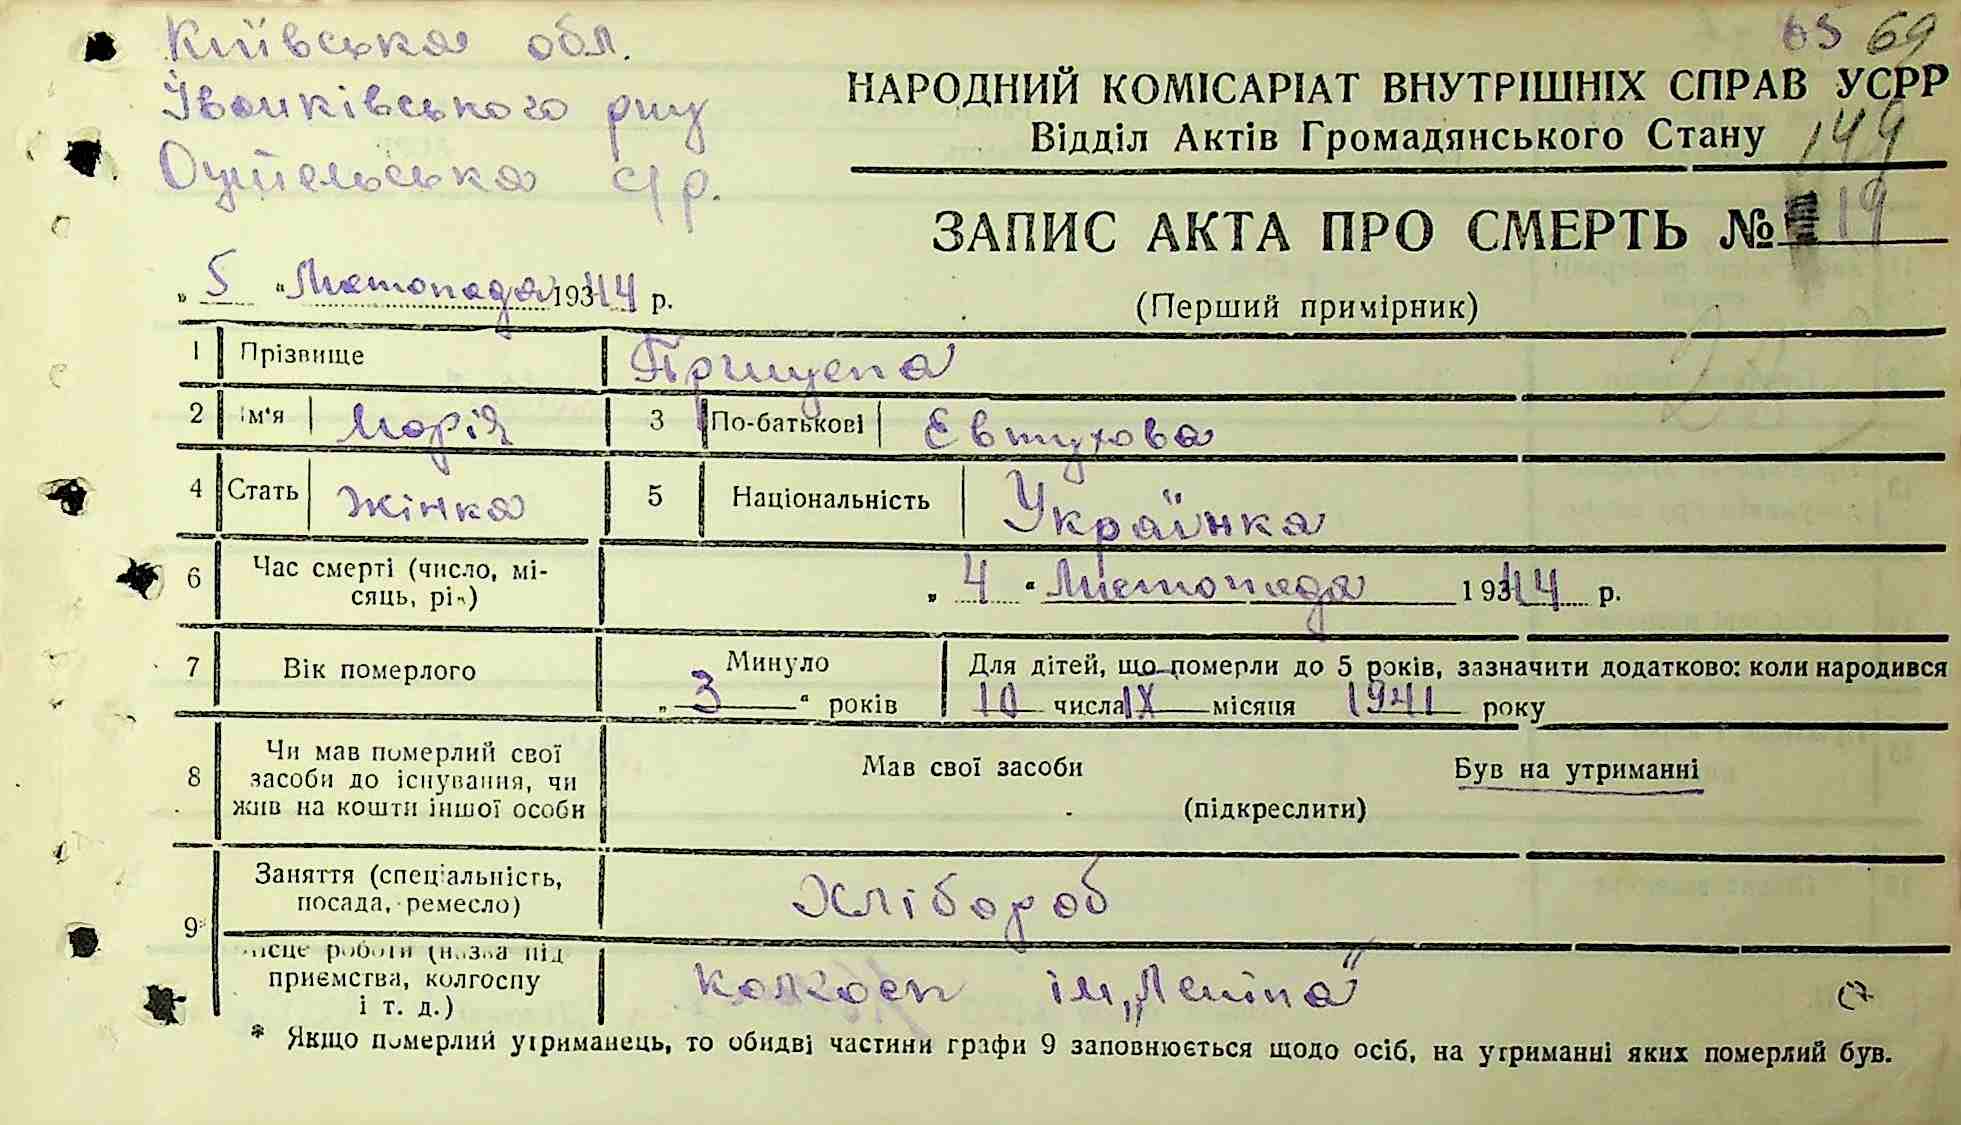 Київська обл.
65 69
Іванківського р-ну
НАРОДНИЙ КОМІСАРІАТ ВНУТРІШНІХ СПРАВ УСРР
Відділ Актів Громадянського Стану
149
с/р.
ЗАПИС АКТА ПРО СМЕРТЬ № 19
„ 5 “ Листопада 1944 р.
(Перший примірник)
1 Прізвище Прищепа
2 Ім'я Марія 3 По-батькові Евтухова
4 Стать жінка 5 Національність Українка
6 Час смерті (число, мі-
сяць, рік) „ 4 “ Листопада 1944 р.
7 Вік померлого Минуло „ 3 “ років Для дітей, що померли до 5 років, зазначити додатково: коли народився
10 числа IX місяця 1941 року
8 Чи мав померлий свої
засоби до існування, чи
жив на кошти іншої особи
Мав свої засоби Був на утриманні
(підкреслити)
9* Заняття (спеціальність,
посада, ремесло) Хлібороб
Місце роботи (назва під
приємства, колгоспу
і т. д.) колгосп ім. „Леніна”
* Якщо померлий утриманець, то обидві частини графи 9 заповнюється щодо осіб, на утриманні яких померлий був.